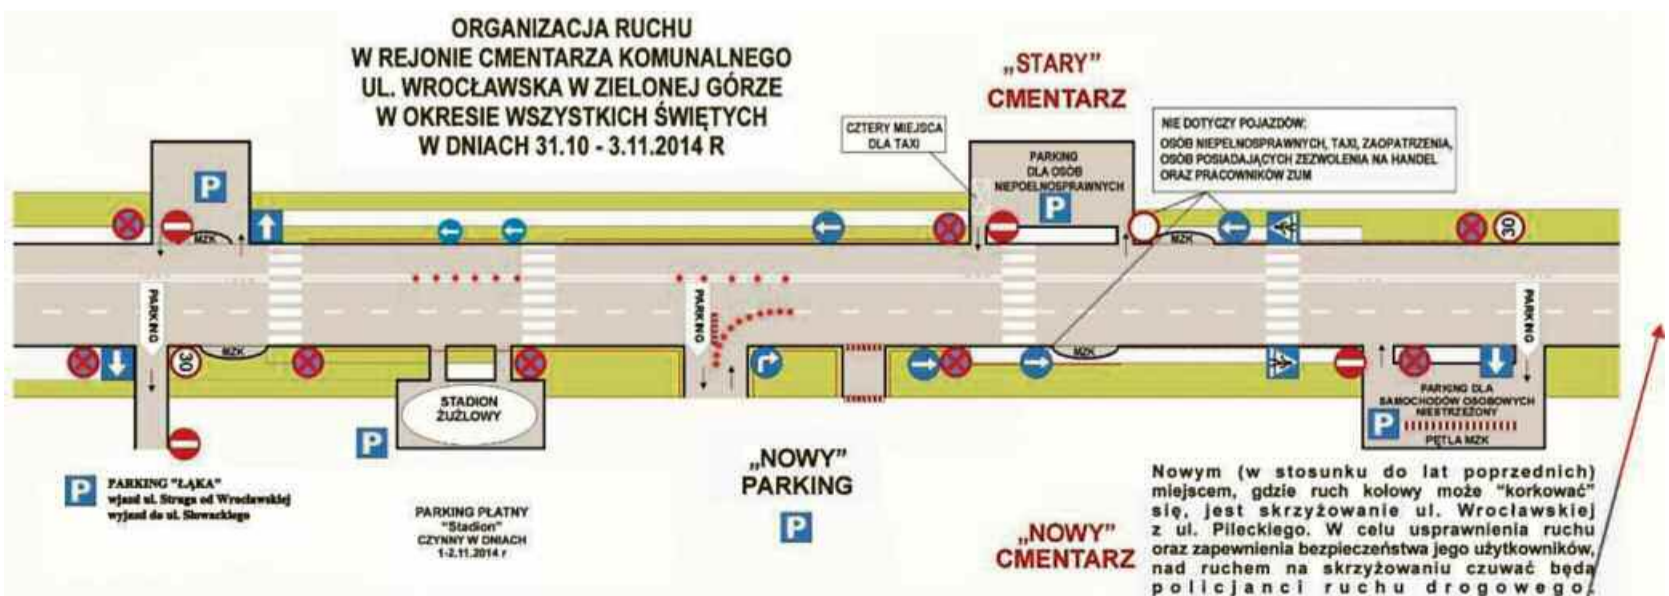 ORGANIZACJA RUCHU
W REJONIE CMENTARZA KOMUNALNEGO
UL. WROCŁAWSKA W ZIELONEJ GÓRZE
W OKRESIE WSZYSTKICH ŚWIĘTYCH
W DNIACH 31.10 - 3.11.2014 R
„STARY”
CMENTARZ
CZTERY MIEJSCA
DLA TAXI
NIE DOTYCZY POJAZDÓW:
OSÓB NIEPEŁNOSPRAWNYCH, TAXI, ZAOPATRZENIA,
OSÓB POSIADAJĄCYCH ZEZWOLENIA NA HANDEL
ORAZ PRACOWNIKÓW ZUM
PARKING
DLA OSÓB
NIEPOEŁNOSPRAWNYCH
P
P
MZK
MZK
30
PARKING
PARKING
PARKING
30
MZK
MZK
STADION
ŻUŻLOWY
P
PARKING DLA
SAMOCHODÓW OSOBOWYCH
NIESTRZEŻONY
P
PĘTLA MZK
P
PARKING "ŁĄKA"
wjazd ul. Struga od Wrocławskiej
wyjazd do ul. Słowackiego
PARKING PŁATNY
"Stadion"
CZYNNY W DNIACH
1-2.11.2014 r
„NOWY”
PARKING
P
„NOWY”
CMENTARZ
Nowym (w stosunku do lat poprzednich)
miejscem, gdzie ruch kołowy może "korkować"
się, jest skrzyżowanie ul. Wrocławskiej
z ul. Pileckiego. W celu usprawnienia ruchu
oraz zapewnienia bezpieczeństwa jego użytkowników,
nad ruchem na skrzyżowaniu czuwać będą
policjanci ruchu drogowego.